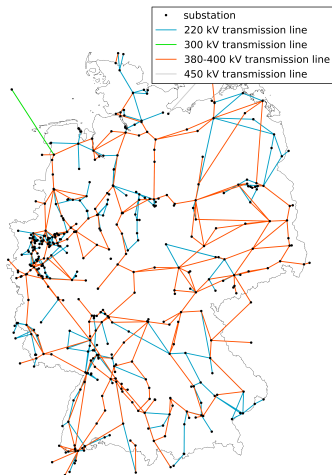 substation
220 kV transmission line
300 kV transmission line
380-400 kV transmission line
450 kV transmission line